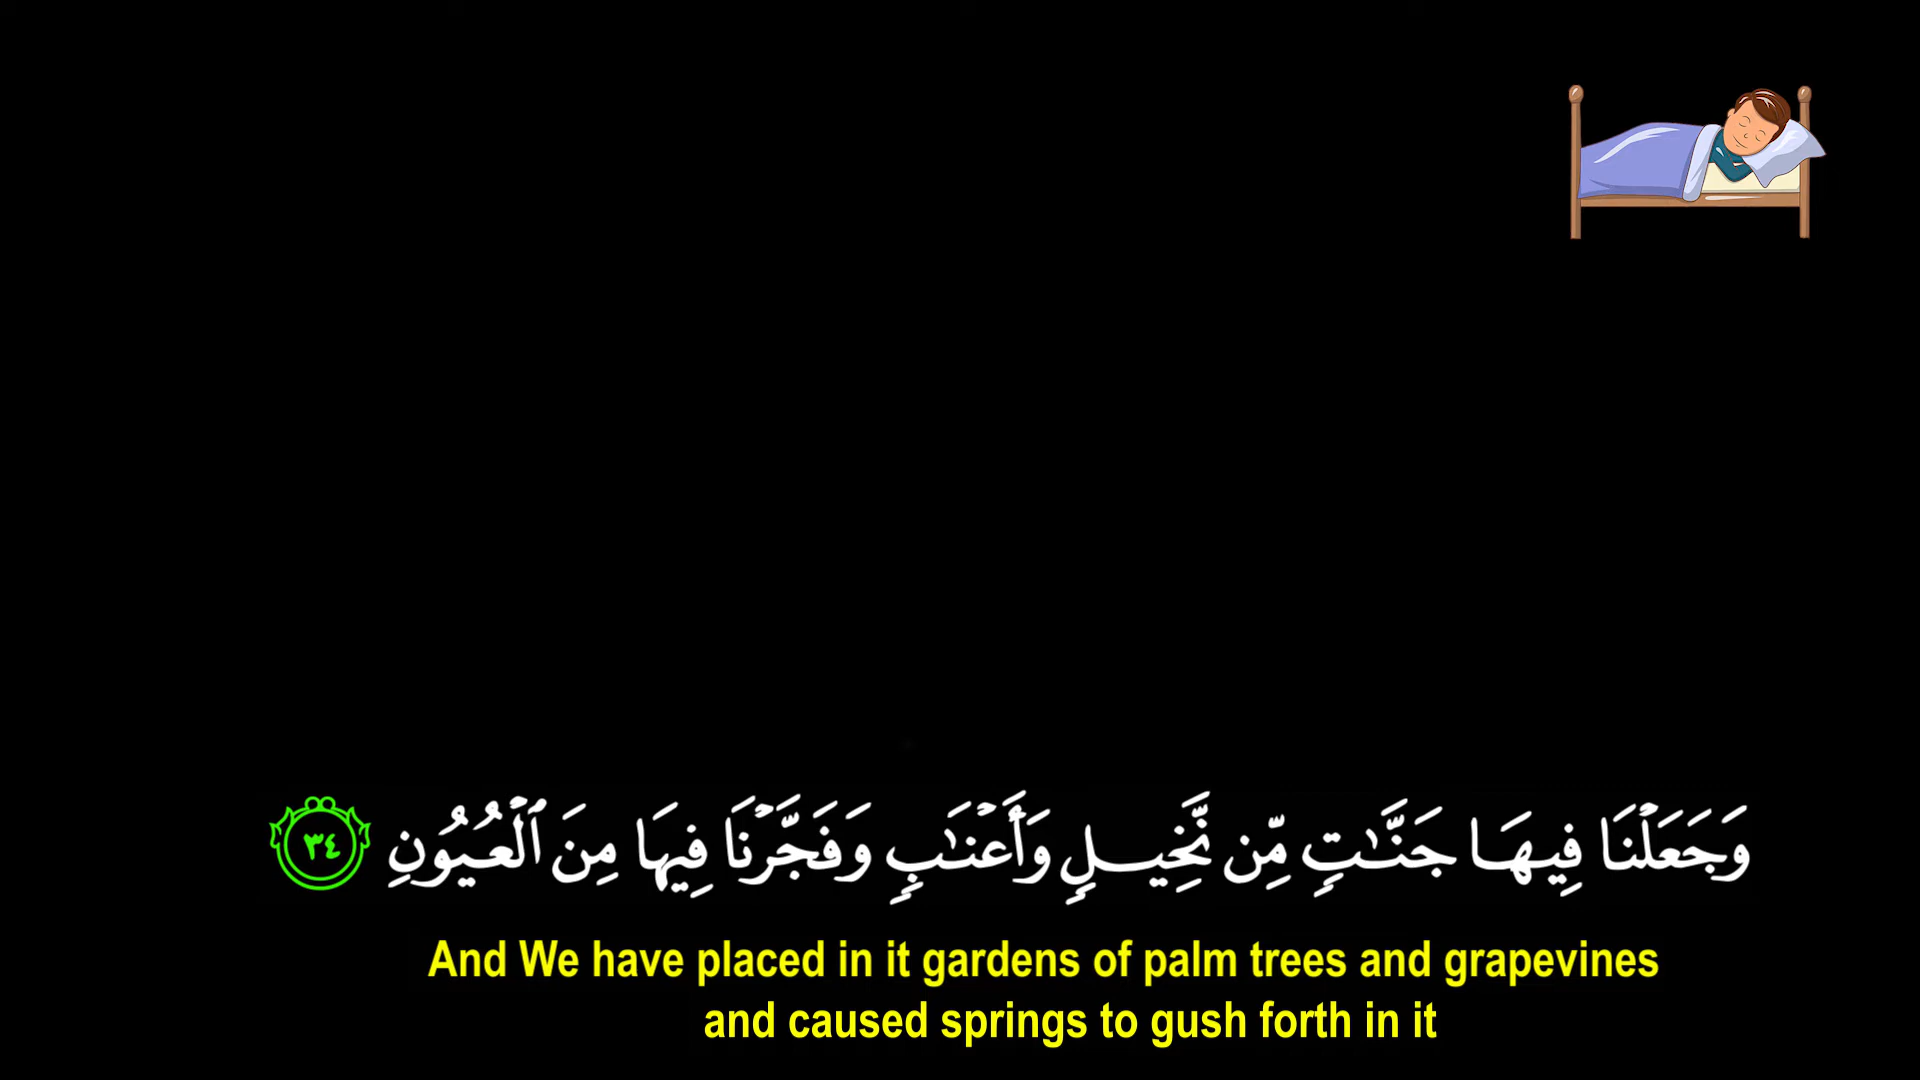 وَجَعَلْنَا فِيهَا جَنَّـٰتٍ مِّن نَّخِيلٍ وَأَعْنَـٰبٍ وَفَجَّرْنَا فِيهَا مِنَ ٱلْعُيُونِ ٣٤
And We have placed in it gardens of palm trees and grapevines
and caused springs to gush forth in it